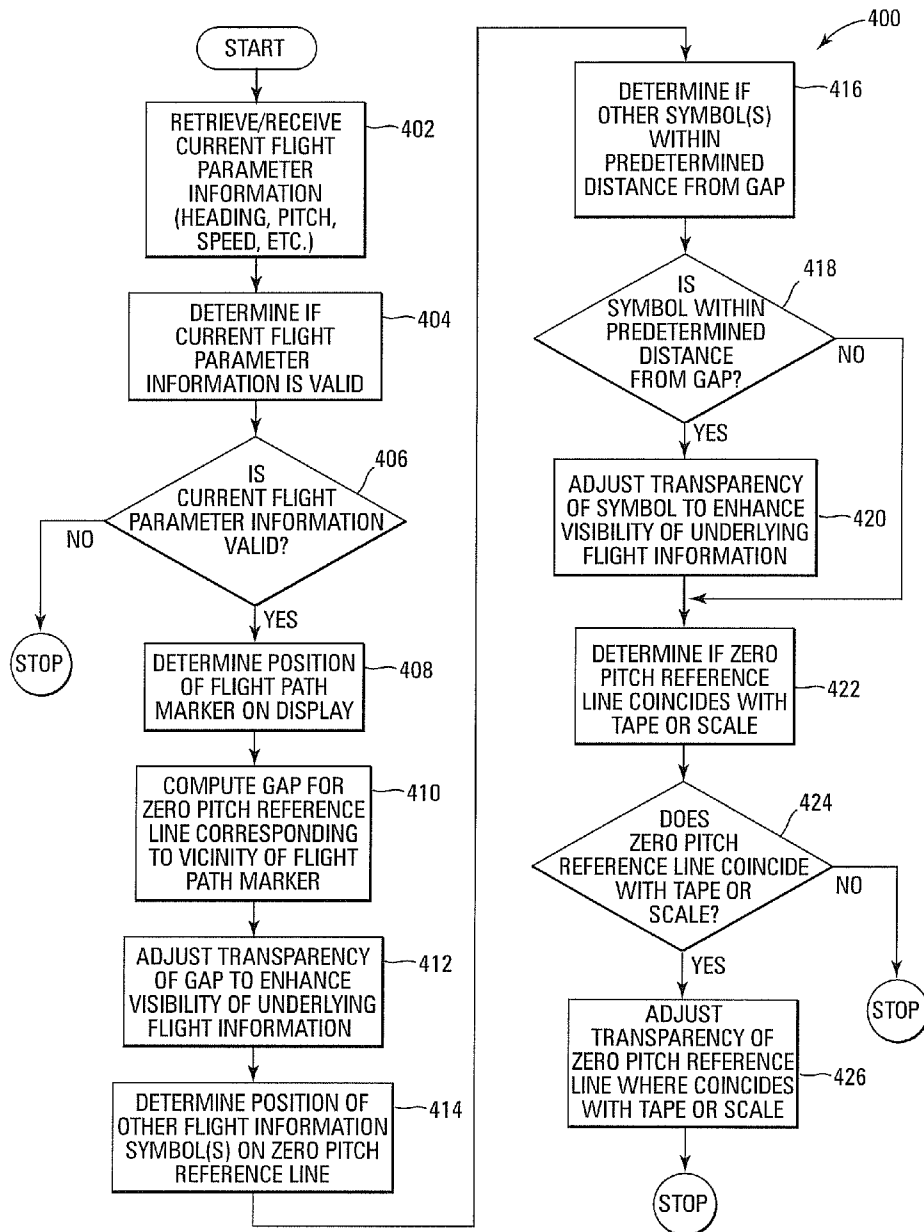 START
RETRIEVE/RECEIVE
CURRENT FLIGHT
PARAMETER
INFORMATION
(HEADING, PITCH,
SPEED, ETC.)
402
DETERMINE IF
CURRENT FLIGHT
PARAMETER
INFORMATION IS VALID
404
IS
CURRENT FLIGHT
PARAMETER INFORMATION
VALID?
406
NO
STOP
YES
DETERMINE POSITION
OF FLIGHT PATH
MARKER ON DISPLAY
408
COMPUTE GAP FOR
ZERO PITCH REFERENCE
LINE CORRESPONDING
TO VICINITY OF FLIGHT
PATH MARKER
410
ADJUST TRANSPARENCY
OF GAP TO ENHANCE
VISIBILITY OF UNDERLYING
FLIGHT INFORMATION
412
DETERMINE POSITION OF
OTHER FLIGHT INFORMATION
SYMBOL(S) ON ZERO PITCH
REFERENCE LINE
414
400
DETERMINE IF
OTHER SYMBOL(S)
WITHIN
PREDETERMINED
DISTANCE FROM GAP
416
IS
SYMBOL WITHIN
PREDETERMINED
DISTANCE
FROM GAP?
418
NO
YES
ADJUST TRANSPARENCY
OF SYMBOL TO ENHANCE
VISIBILITY OF UNDERLYING
FLIGHT INFORMATION
420
DETERMINE IF ZERO
PITCH REFERENCE
LINE COINCIDES WITH
TAPE OR SCALE
422
DOES
ZERO PITCH
REFERENCE LINE COINCIDE
WITH TAPE OR
SCALE?
424
NO
STOP
YES
ADJUST
TRANSPARENCY OF
ZERO PITCH REFERENCE
LINE WHERE COINCIDES
WITH TAPE OR SCALE
426
STOP